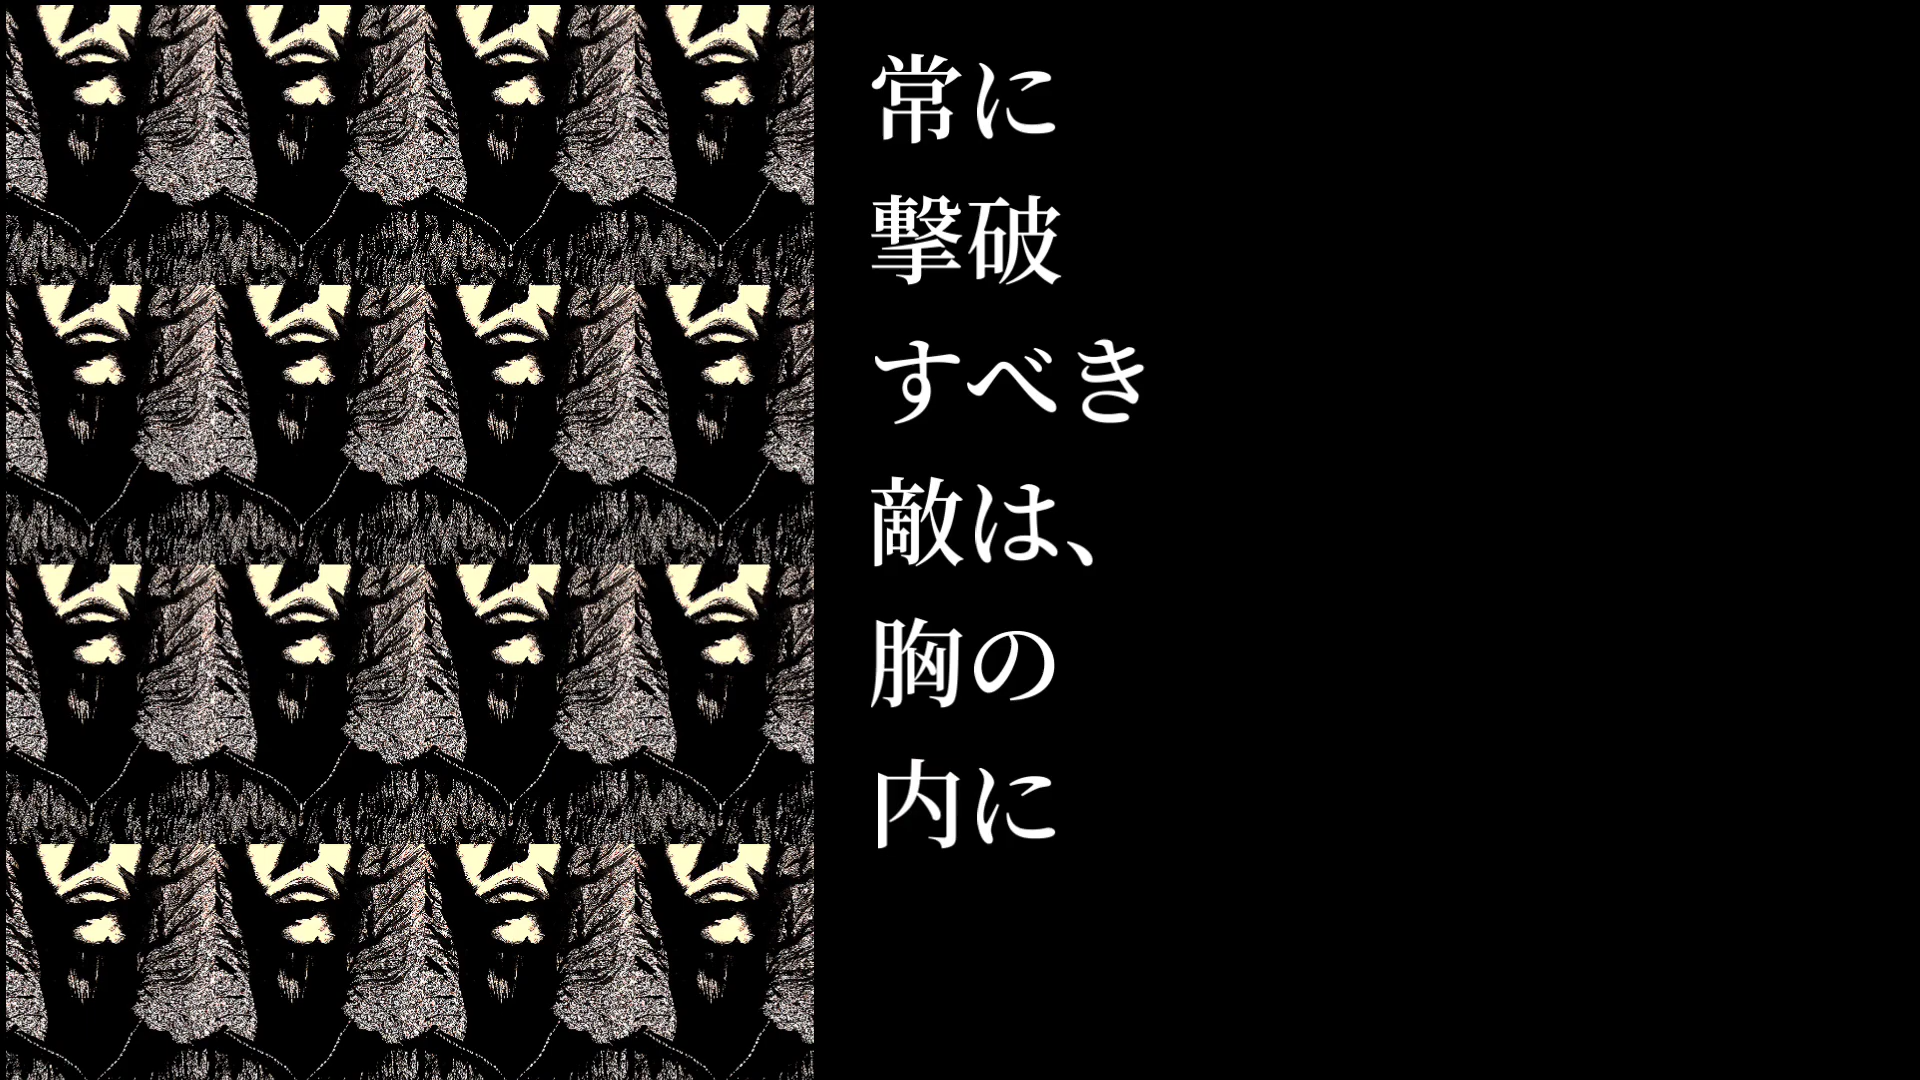 常に
撃破
すべき
敵は、
胸の
内に